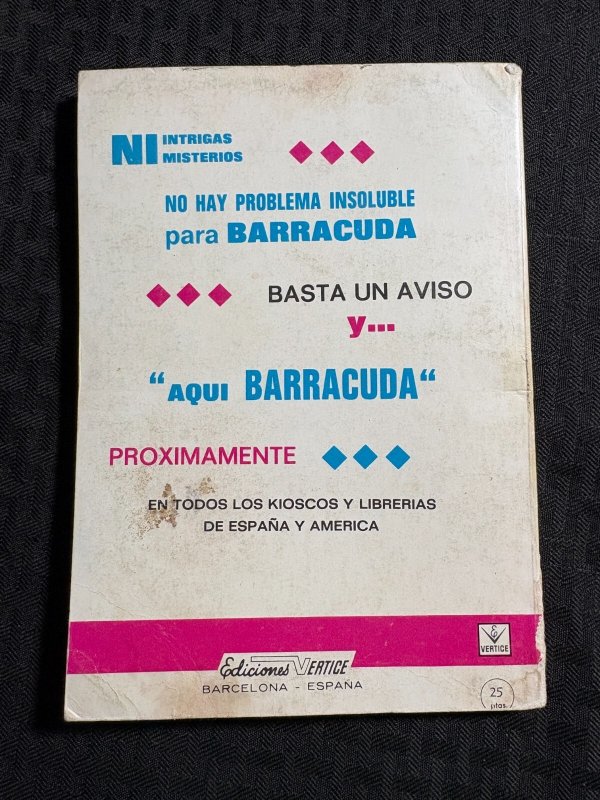 NI INTRIGAS
MISTERIOS
NO HAY PROBLEMA INSOLUBLE
para BARRACUDA
BASTA UN AVISO
y...
“AQUI BARRACUDA“
PROXIMAMENTE
EN TODOS LOS KIOSCOS Y LIBRERIAS
DE ESPAÑA Y AMERICA
VERTICE
Ediciones VERTICE
BARCELONA - ESPAÑA
25
ptas.